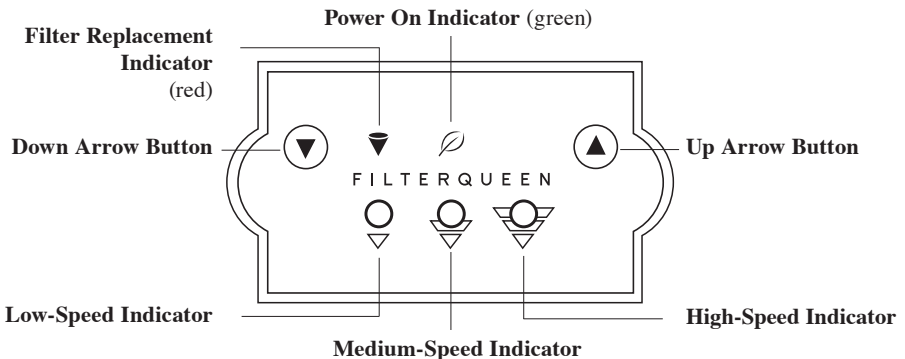 Power On Indicator (green)
Filter Replacement
Indicator
(red)
Down Arrow Button
Up Arrow Button
FILTERQUEEN
Low-Speed Indicator
High-Speed Indicator
Medium-Speed Indicator